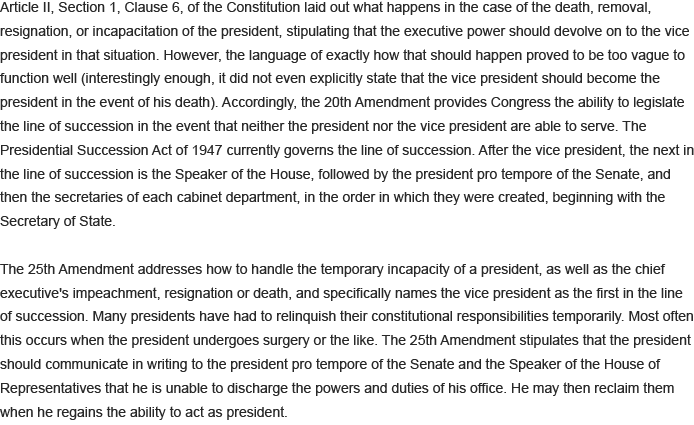 Article II, Section 1, Clause 6, of the Constitution laid out what happens in the case of the death, removal,
resignation, or incapacitation of the president, stipulating that the executive power should devolve on to the vice
president in that situation. However, the language of exactly how that should happen proved to be too vague to
function well (interestingly enough, it did not even explicitly state that the vice president should become the
president in the event of his death). Accordingly, the 20th Amendment provides Congress the ability to legislate
the line of succession in the event that neither the president nor the vice president are able to serve. The
Presidential Succession Act of 1947 currently governs the line of succession. After the vice president, the next in
the line of succession is the Speaker of the House, followed by the president pro tempore of the Senate, and
then the secretaries of each cabinet department, in the order in which they were created, beginning with the
Secretary of State.
The 25th Amendment addresses how to handle the temporary incapacity of a president, as well as the chief
executive's impeachment, resignation or death, and specifically names the vice president as the first in the line
of succession. Many presidents have had to relinquish their constitutional responsibilities temporarily. Most often
this occurs when the president undergoes surgery or the like. The 25th Amendment stipulates that the president
should communicate in writing to the president pro tempore of the Senate and the Speaker of the House of
Representatives that he is unable to discharge the powers and duties of his office. He may then reclaim them
when he regains the ability to act as president.